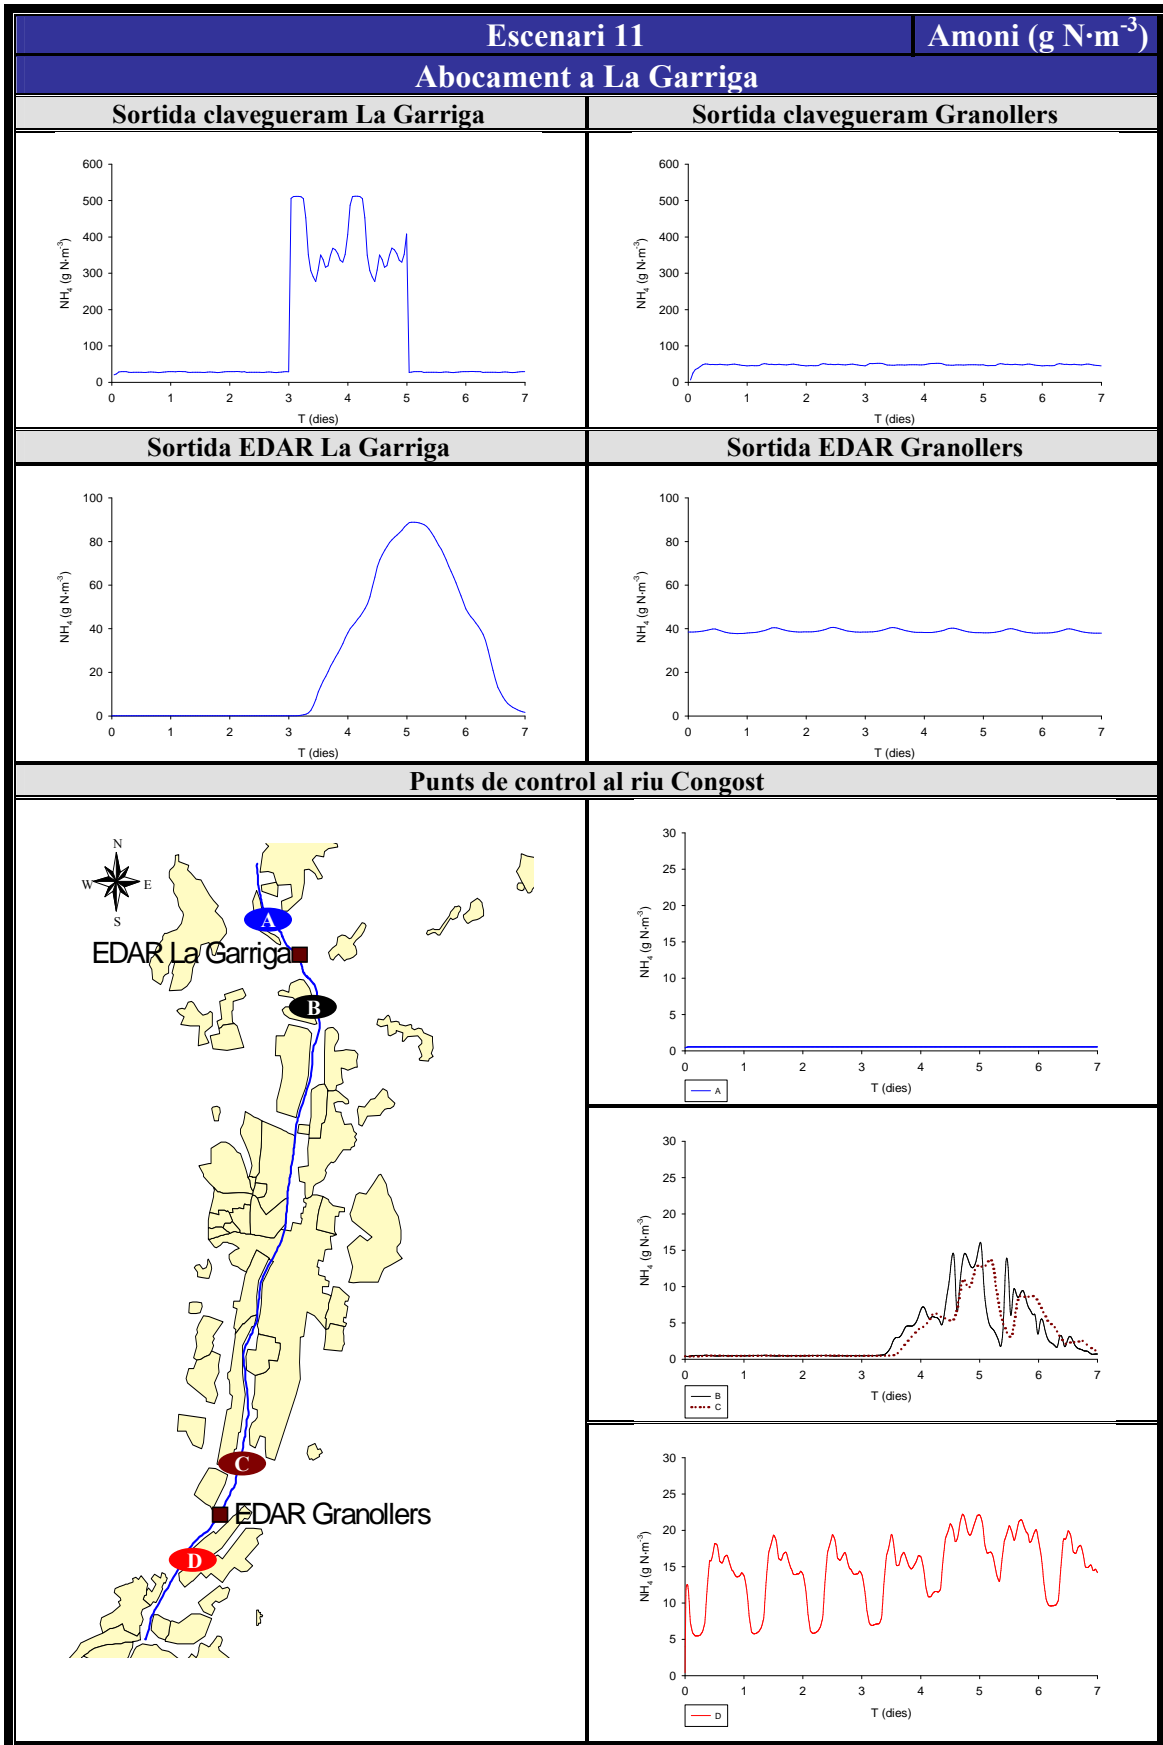 Escenari 11
Amoni (g N·m⁻³)
Abocament a La Garriga
Sortida clavegueram La Garriga
Sortida clavegueram Granollers
600
500
400
300
200
100
0
NH₄ (g N·m⁻³)
0 1 2 3 4 5 6 7
T (dies)
600
500
400
300
200
100
0
NH₄ (g N·m⁻³)
0 1 2 3 4 5 6 7
T (dies)
Sortida EDAR La Garriga
Sortida EDAR Granollers
100
80
60
40
20
0
NH₄ (g N·m⁻³)
0 1 2 3 4 5 6 7
T (dies)
100
80
60
40
20
0
NH₄ (g N·m⁻³)
0 1 2 3 4 5 6 7
T (dies)
Punts de control al riu Congost
N
W E
S
A
EDAR La Garriga
B
C
EDAR Granollers
D
30
25
20
15
10
5
0
NH₄ (g N·m⁻³)
0 1 2 3 4 5 6 7
T (dies)
A
30
25
20
15
10
5
0
NH₄ (g N·m⁻³)
0 1 2 3 4 5 6 7
T (dies)
B
C
30
25
20
15
10
5
0
NH₄ (g N·m⁻³)
0 1 2 3 4 5 6 7
T (dies)
D